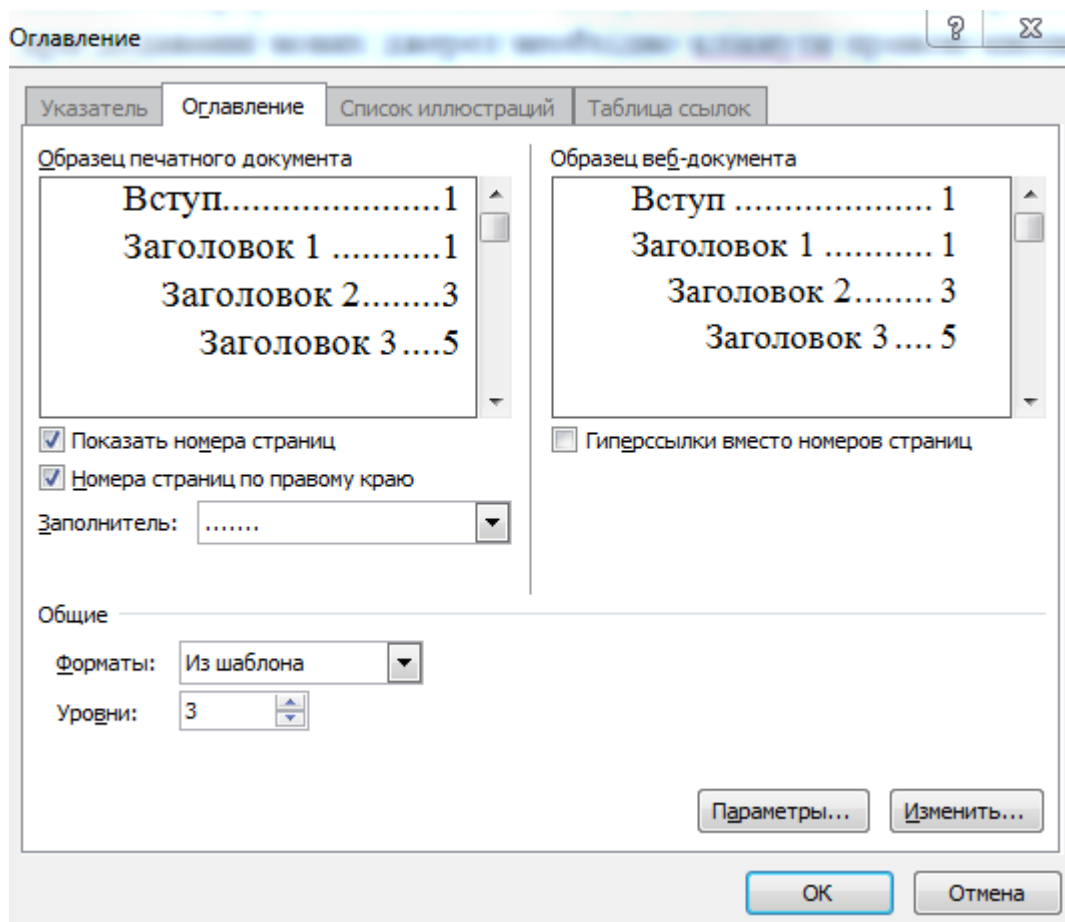 Оглавление
Указатель Оглавление Список иллюстраций Таблица ссылок
Образец печатного документа
Вступ......................1
Заголовок 1 ...........1
Заголовок 2........3
Заголовок 3....5
Показать номера страниц
Номера страниц по правому краю
Заполнитель: .......
Образец веб-документа
Вступ .................... 1
Заголовок 1 ........... 1
Заголовок 2........ 3
Заголовок 3.... 5
Гиперссылки вместо номеров страниц
Общие
Форматы: Из шаблона
Уровни: 3
Параметры... Изменить...
ОК Отмена